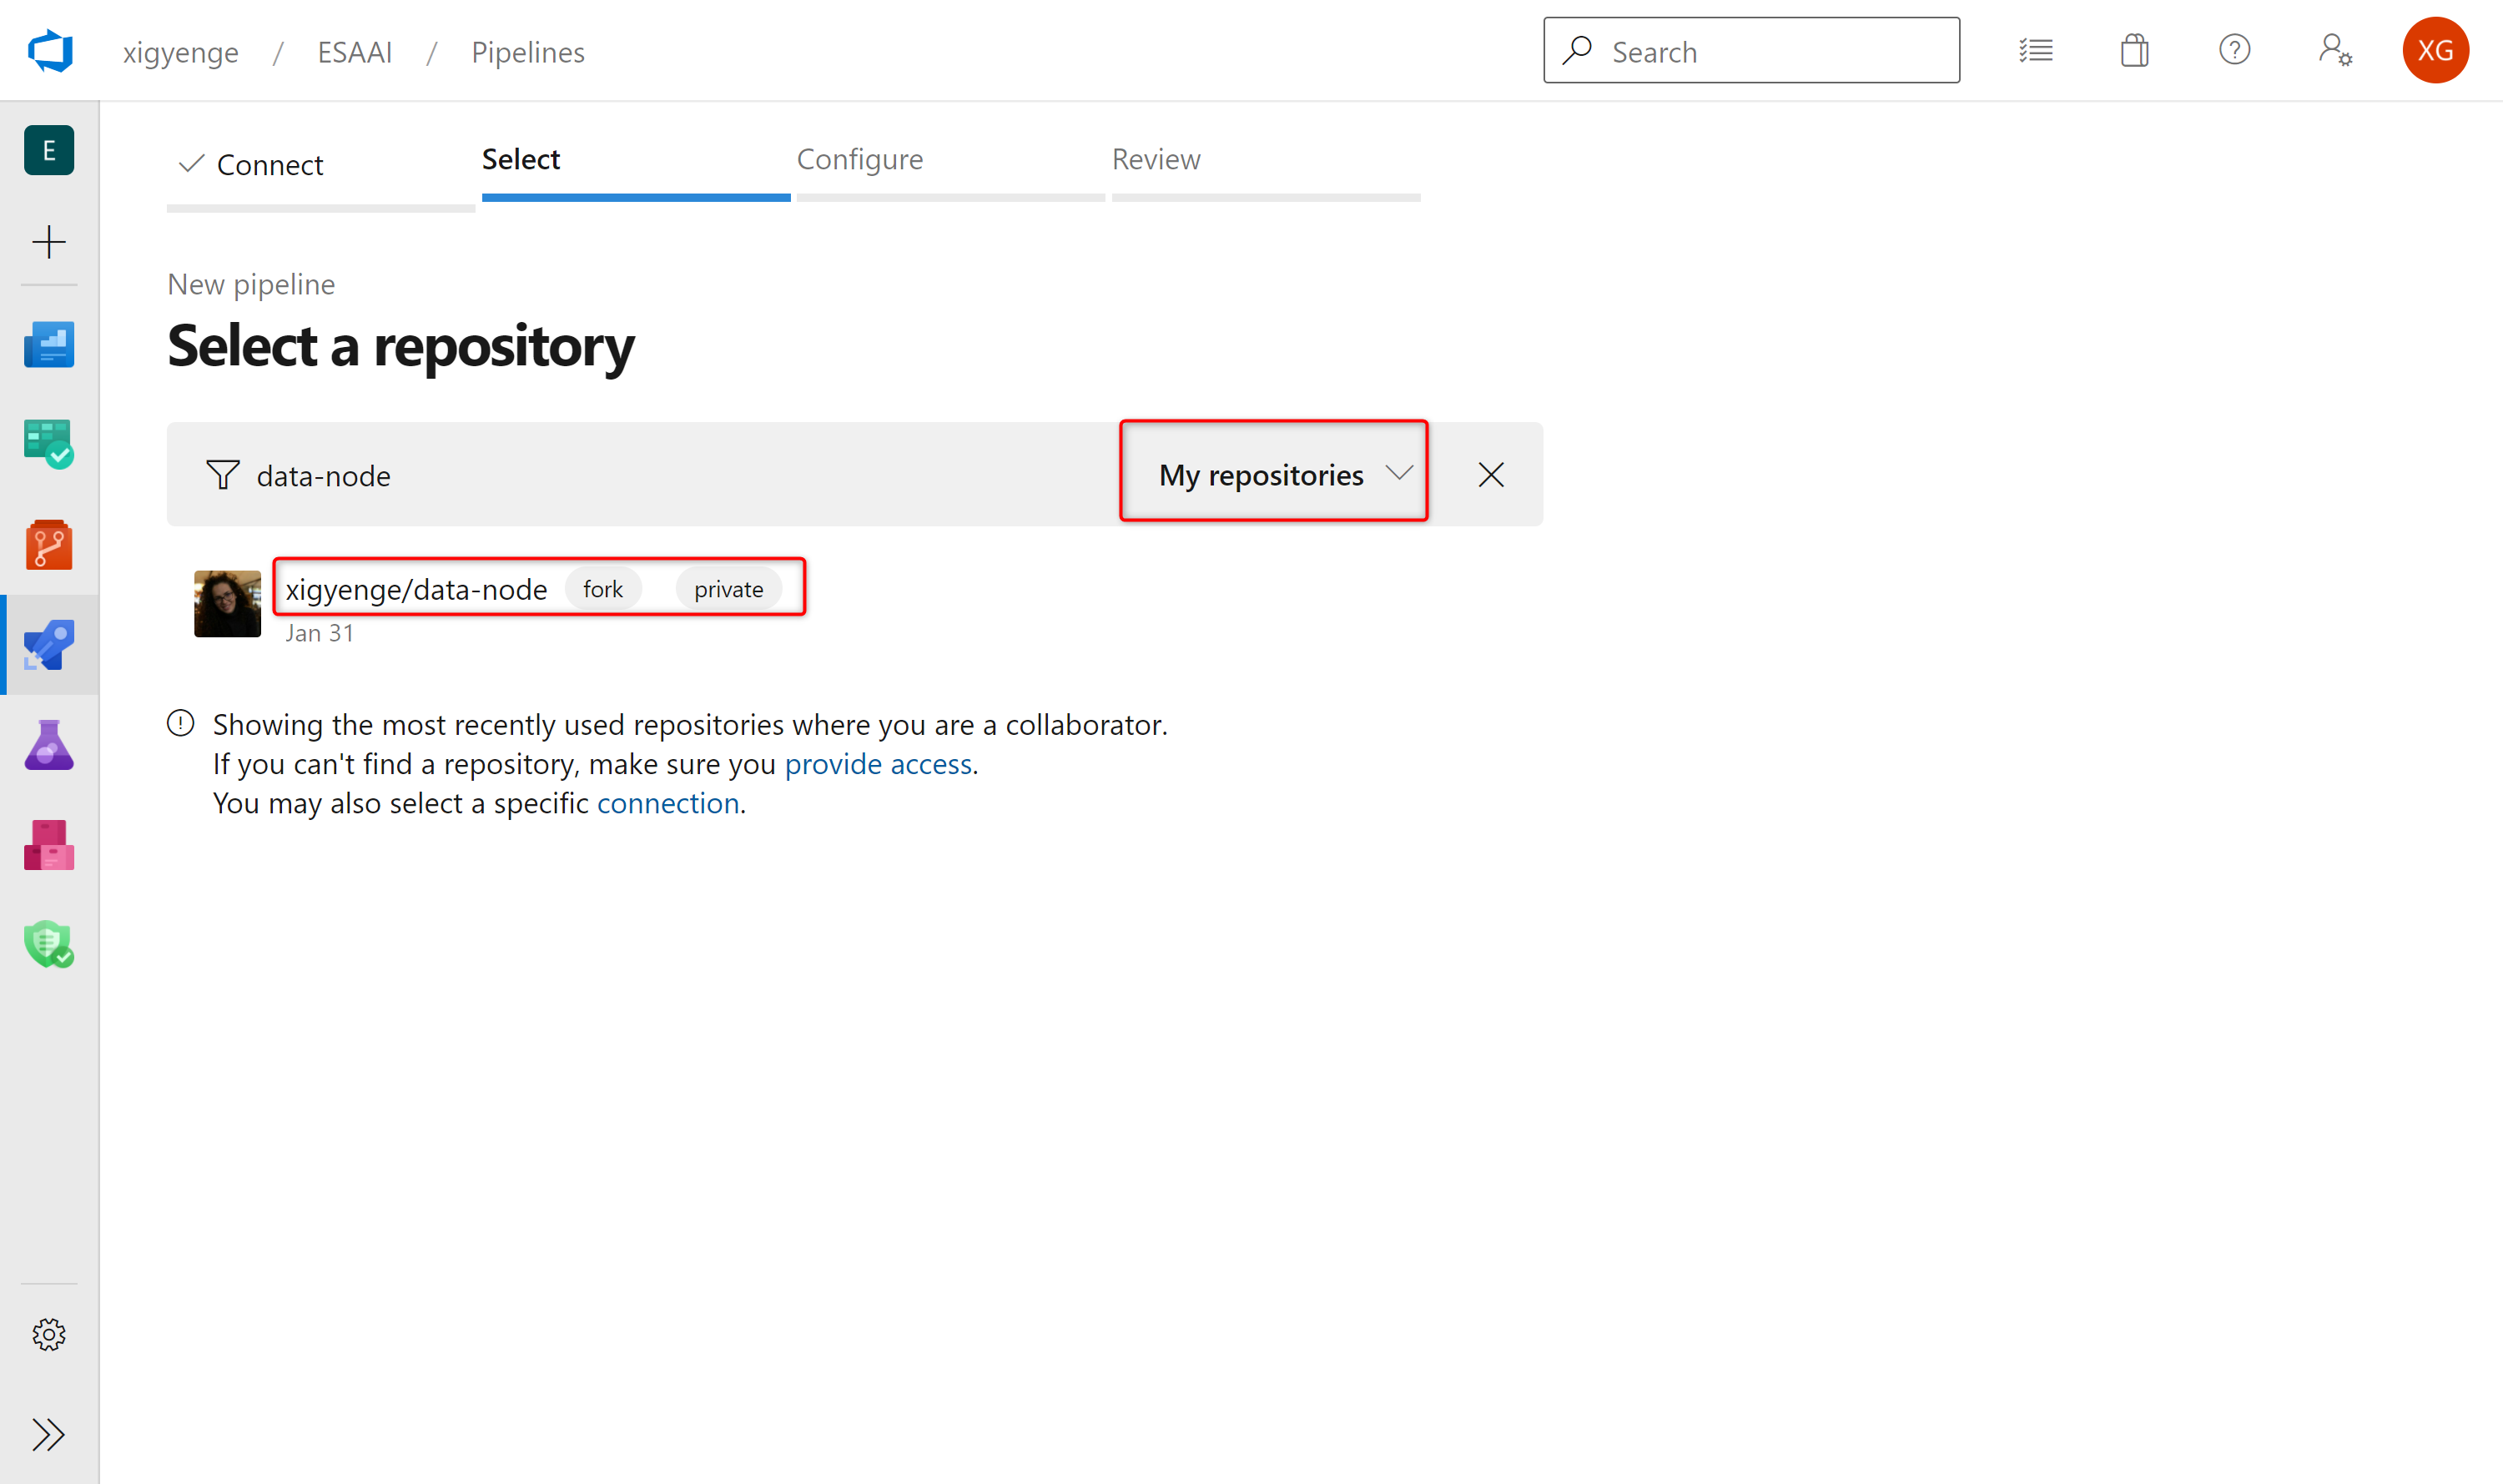 xigyenge / ESAAI / Pipelines
Search
XG
E
Connect
Select
Configure
Review
New pipeline
Select a repository
data-node
My repositories
xigyenge/data-node fork private
Jan 31
Showing the most recently used repositories where you are a collaborator.
If you can't find a repository, make sure you provide access.
You may also select a specific connection.